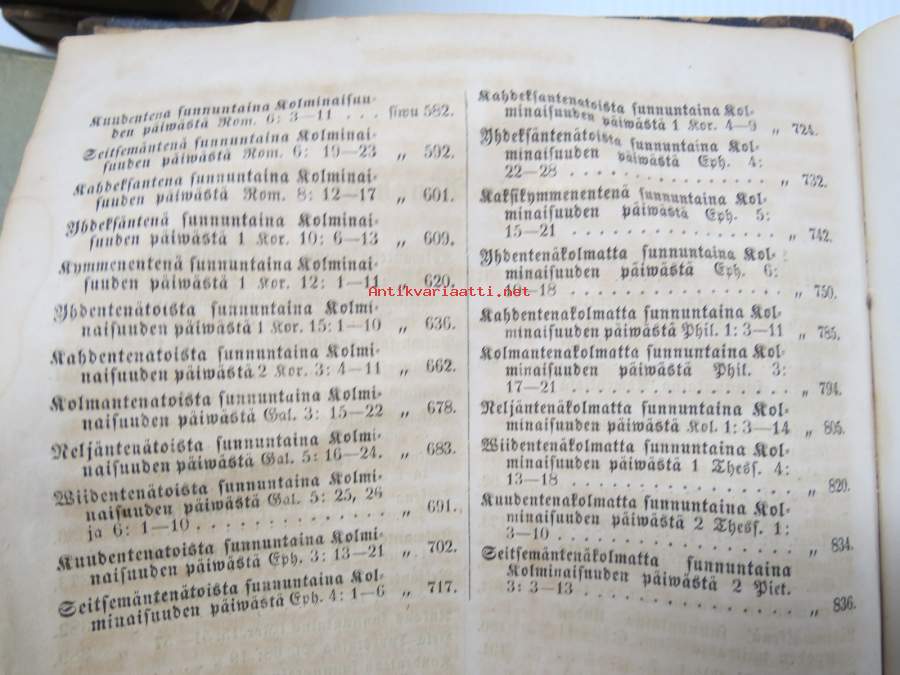 Kuudentena sunnuntaina Kolminaisuu-
den päiwästä Rom. 6: 3—11 . . . siwu 582.
Seitsemäntenä sunnuntaina Kolminai-
suuden päiwästä Rom. 6: 19—23 „ 592.
Kahdeksantena sunnuntaina Kolminai-
suuden päiwästä Rom. 8: 12—17 „ 601.
Yhdeksäntenä sunnuntaina Kolminai-
suuden päiwästä 1 Kor. 10: 6—13 „ 609.
Kymmenentenä sunnuntaina Kolminai-
suuden päiwästä 1 Kor. 12: 1—11 „ 620.
Yhdentenätoista sunnuntaina Kolmi-
naisuuden päiwästä 1 Kor. 15: 1—10 „ 636.
Kahdentenatoista sunnuntaina Kolmi-
naisuuden päiwästä 2 Kor. 3: 4—11 „ 662.
Kolmantenatoista sunnuntaina Kolmi-
naisuuden päiwästä Gal. 3: 15—22 „ 678.
Neljäntenätoista sunnuntaina Kolmi-
naisuuden päiwästä Gal. 5: 16—24. „ 683.
Wiidentenätoista sunnuntaina Kolmi-
naisuuden päiwästä Gal. 5: 25, 26
ja 6: 1—10 . . . . . . . . . . . . . . „ 691.
Kuudentenatoista sunnuntaina Kolmi-
naisuuden päiwästä Eph. 3: 13—21 „ 702.
Seitsemäntenätoista sunnuntaina Kol-
minaisuuden päiwästä Eph. 4: 1—6 „ 717.
Kahdeksantenatoista sunnuntaina Kol-
minaisuuden päiwästä 1 Kor. 4—9 „ 724.
Yhdeksäntenätoista sunnuntaina Kol-
minaisuuden päiwästä Eph. 4:
22—28 . . . . . . . . . . . . . . . . „ 732.
Kaksikymmenentenä sunnuntaina Kol-
minaisuuden päiwästä Eph. 5:
15—21 . . . . . . . . . . . . . . . . „ 742.
Yhdentenäkolmatta sunnuntaina Kol-
minaisuuden päiwästä Eph. 6:
10—18 . . . . . . . . . . . . . . . . „ 750.
Antikvariaatti.net
Kahdentenakolmatta sunnuntaina Kol-
minaisuuden päiwästä Phil. 1: 3—11 „ 785.
Kolmantenakolmatta sunnuntaina Kol-
minaisuuden päiwästä Phil. 3:
17—21 . . . . . . . . . . . . . . . . „ 794.
Neljäntenäkolmatta sunnuntaina Kol-
minaisuuden päiwästä Kol. 1: 3—14 „ 805.
Wiidentenäkolmatta sunnuntaina Kol-
minaisuuden päiwästä 1 Thess. 4:
13—18 . . . . . . . . . . . . . . . . „ 820.
Kuudentenakolmatta sunnuntaina Kol-
minaisuuden päiwästä 2 Thess. 1:
3—10 . . . . . . . . . . . . . . . . „ 834.
Seitsemäntenäkolmatta sunnuntaina
Kolminaisuuden päiwästä 2 Piet.
3: 3—13 . . . . . . . . . . . . . . . „ 836.